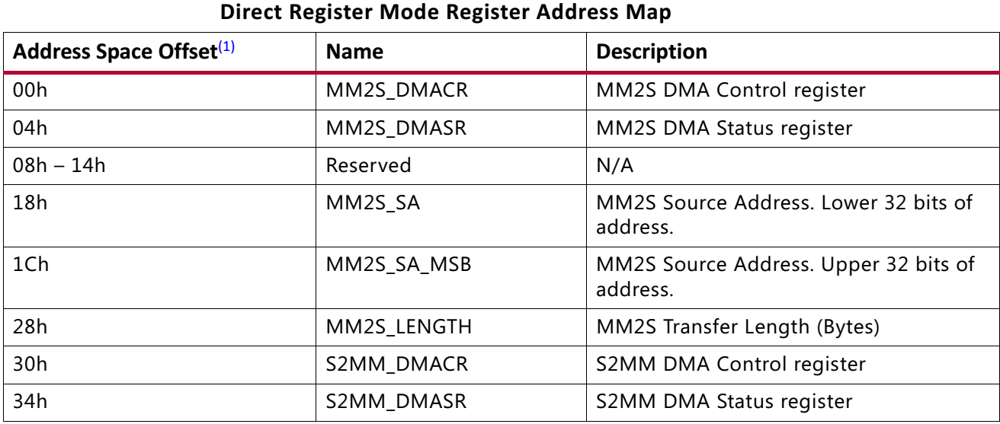 Direct Register Mode Register Address Map
Address Space Offset(1) Name Description
00h MM2S_DMACR MM2S DMA Control register
04h MM2S_DMASR MM2S DMA Status register
08h – 14h Reserved N/A
18h MM2S_SA MM2S Source Address. Lower 32 bits of
address.
1Ch MM2S_SA_MSB MM2S Source Address. Upper 32 bits of
address.
28h MM2S_LENGTH MM2S Transfer Length (Bytes)
30h S2MM_DMACR S2MM DMA Control register
34h S2MM_DMASR S2MM DMA Status register